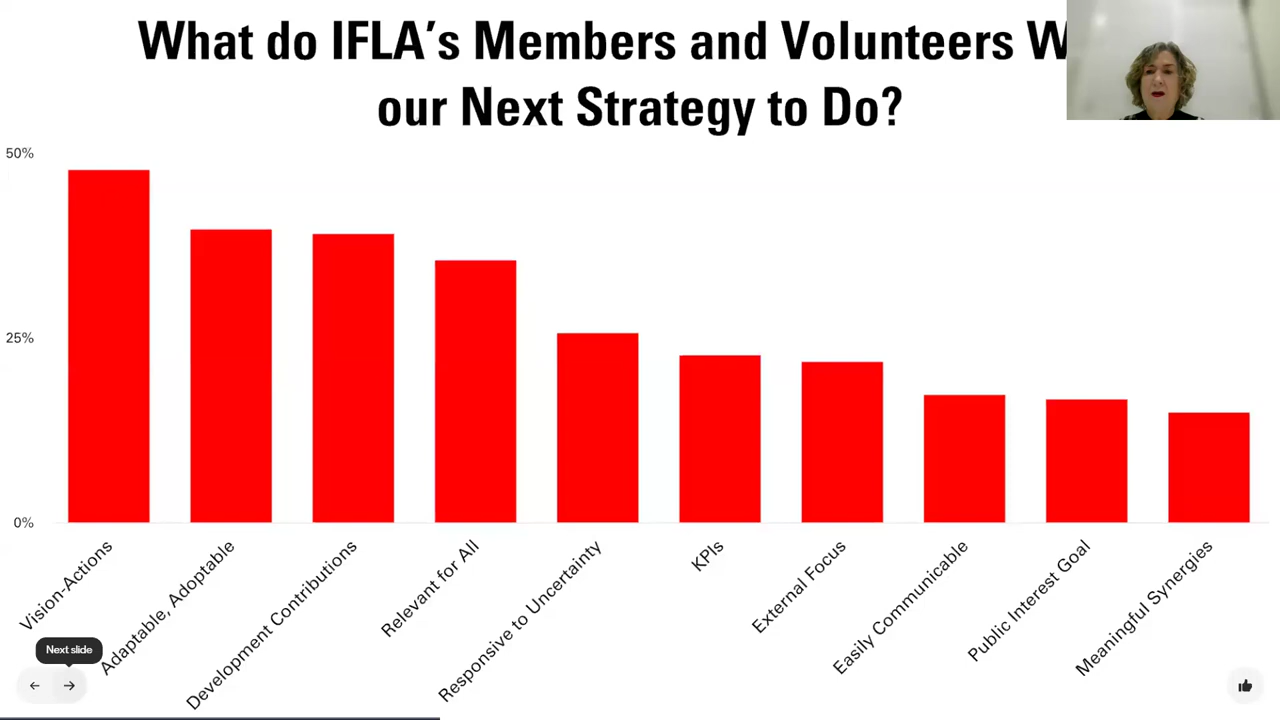 What do IFLA's Members and Volunteers W
our Next Strategy to Do?
50%
25%
0%
Vision-Actions
Adaptable, Adoptable
Development Contributions
Relevant for All
Responsive to Uncertainty
KPIs
External Focus
Easily Communicable
Public Interest Goal
Meaningful Synergies
Next slide